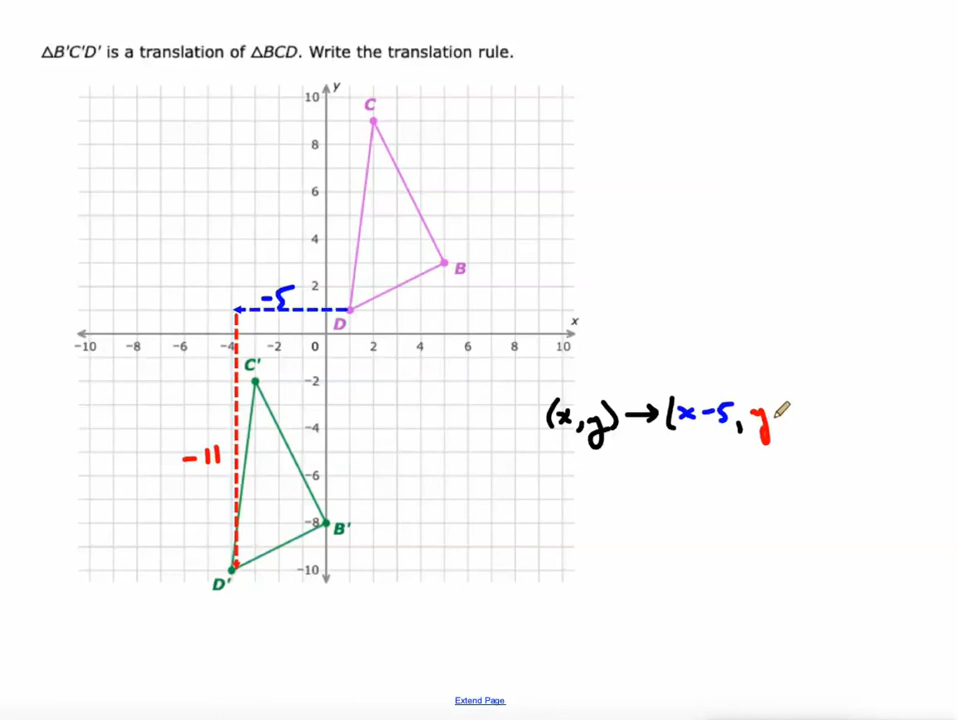 △B'C'D' is a translation of △BCD. Write the translation rule.
y
10
C
8
6
4
B
2
-5
D
x
-10 -8 -6 -4 -2 0 2 4 6 8 10
C'
-2
(x,y)→(x-5, y
-4
-11
-6
-8
B'
-10
D'
Extend Page